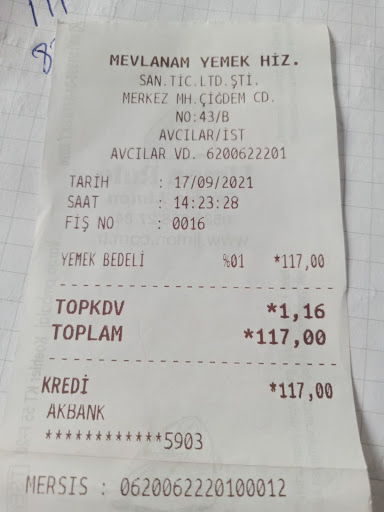 MEVLANAM YEMEK HİZ.
SAN.TİC.LTD.ŞTİ.
MERKEZ MH.ÇİĞDEM CD.
NO:43/B
AVCILAR/İST
AVCILAR VD. 6200622201
TARİH : 17/09/2021
SAAT : 14:23:28
FİŞ NO : 0016
YEMEK BEDELİ %01 *117,00
TOPKDV *1,16
TOPLAM *117,00
KREDİ *117,00
AKBANK
************5903
MERSIS : 0620062220100012